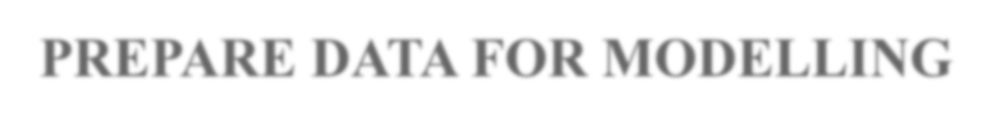 PREPARE DATA FOR MODELLING